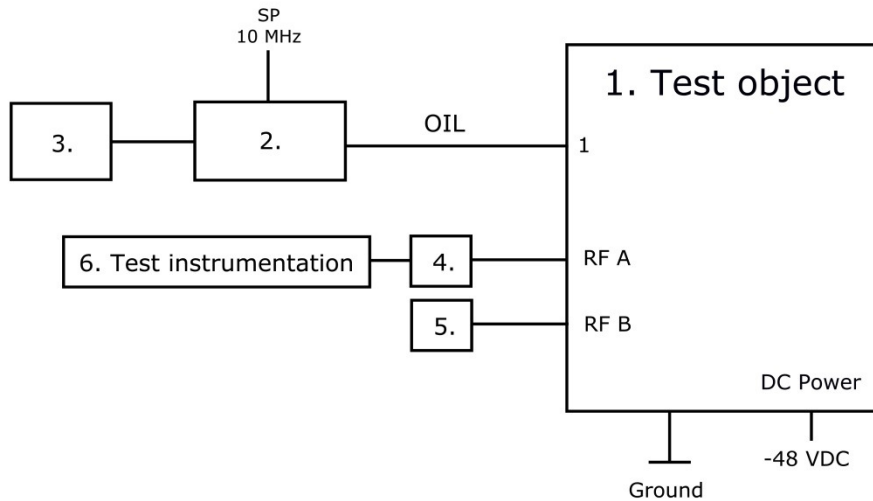 SP
10 MHz
1. Test object
3.
2.
OIL
1
6. Test instrumentation
4.
RF A
5.
RF B
DC Power
-48 VDC
Ground